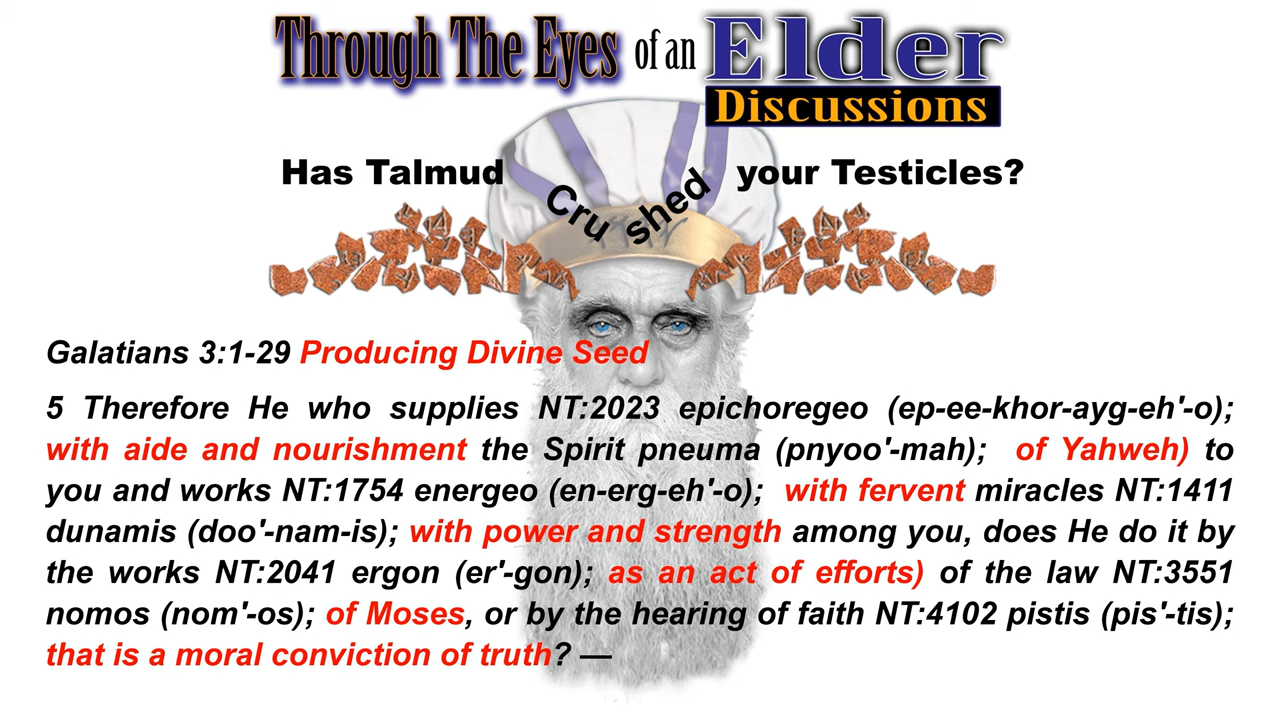 Through The Eyes of an Elder
Discussions
Has Talmud Crushed your Testicles?
Galatians 3:1-29 Producing Divine Seed
5 Therefore He who supplies NT:2023 epichoregeo (ep-ee-khor-ayg-eh'-o);
with aide and nourishment the Spirit pneuma (pnyoo'-mah); of Yahweh) to
you and works NT:1754 energeo (en-erg-eh'-o); with fervent miracles NT:1411
dunamis (doo'-nam-is); with power and strength among you, does He do it by
the works NT:2041 ergon (er'-gon); as an act of efforts) of the law NT:3551
nomos (nom'-os); of Moses, or by the hearing of faith NT:4102 pistis (pis'-tis);
that is a moral conviction of truth? —